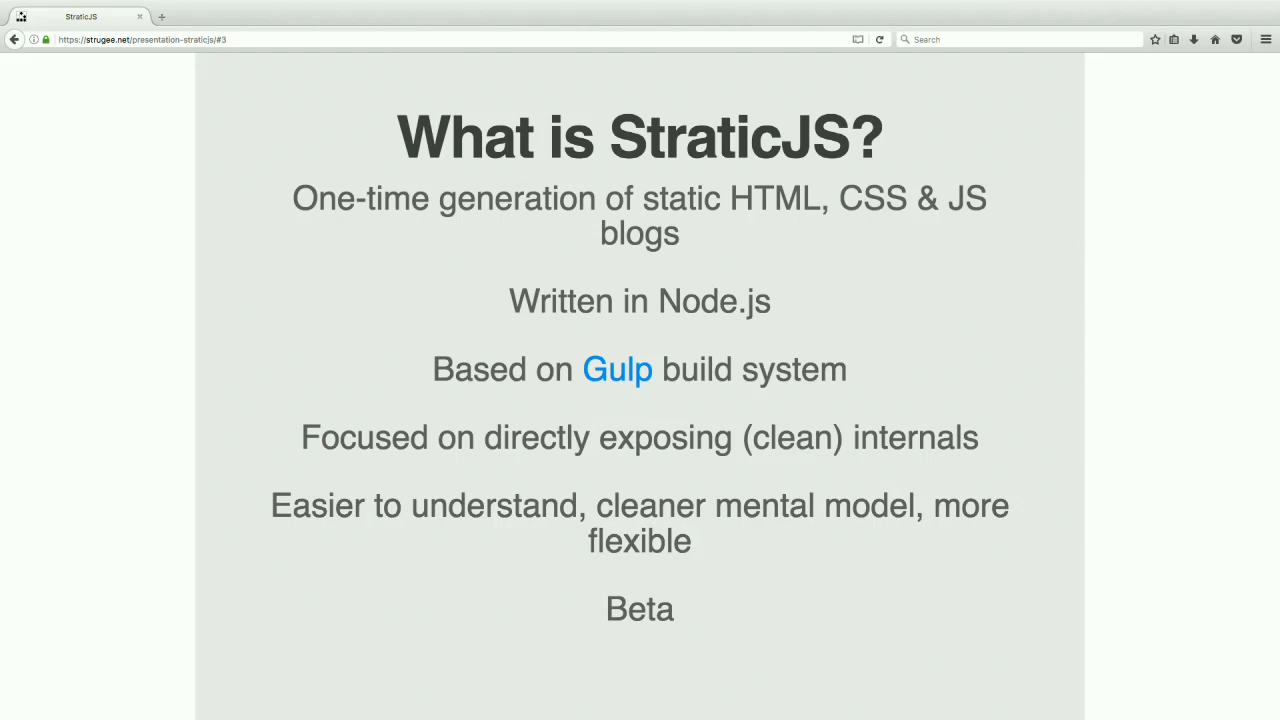 StraticJS
https://strugee.net/presentation-straticjs/#3
Search
What is StraticJS?
One-time generation of static HTML, CSS & JS
blogs
Written in Node.js
Based on Gulp build system
Focused on directly exposing (clean) internals
Easier to understand, cleaner mental model, more
flexible
Beta